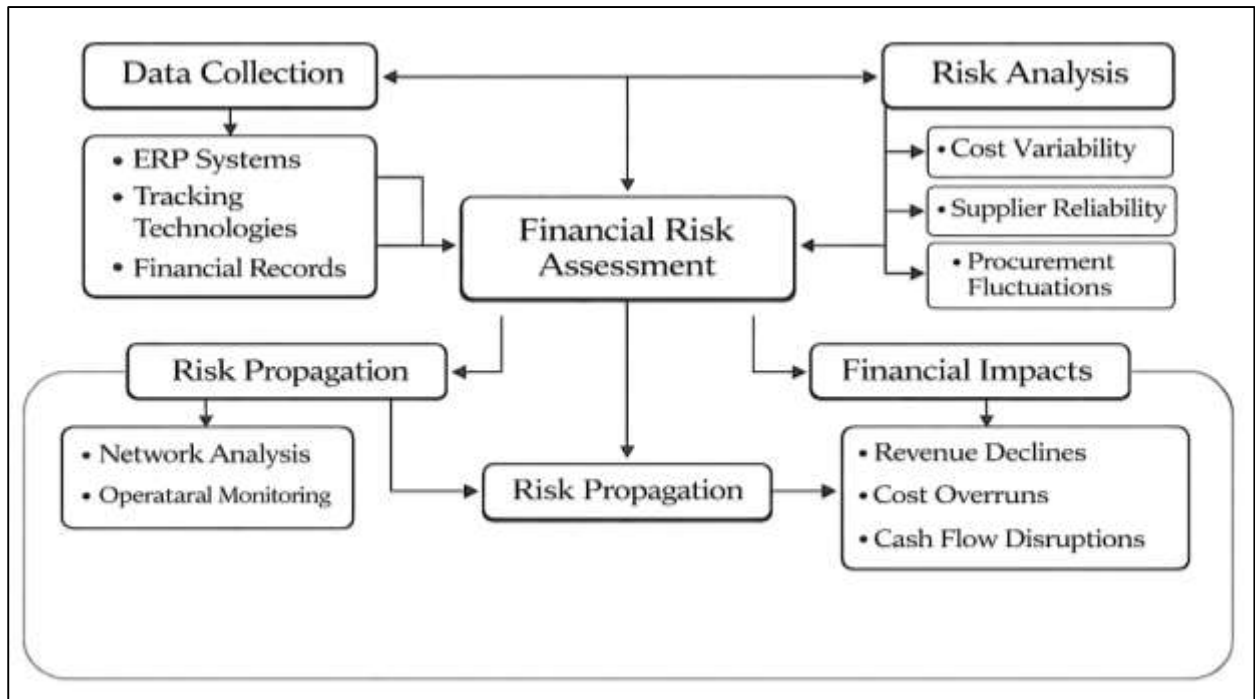 Data Collection
Risk Analysis
• ERP Systems
• Tracking
Technologies
• Financial Records
Financial Risk
Assessment
• Cost Variability
• Supplier Reliability
• Procurement
Fluctuations
Risk Propagation
Financial Impacts
• Network Analysis
• Operataral Monitoring
Risk Propagation
• Revenue Declines
• Cost Overruns
• Cash Flow Disruptions